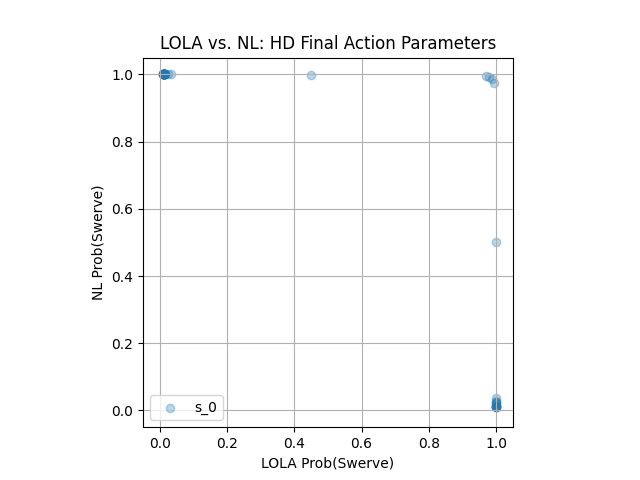 LOLA vs. NL: HD Final Action Parameters
1.0
0.8
0.6
0.4
0.2
0.0
NL Prob(Swerve)
s_0
0.0 0.2 0.4 0.6 0.8 1.0
LOLA Prob(Swerve)